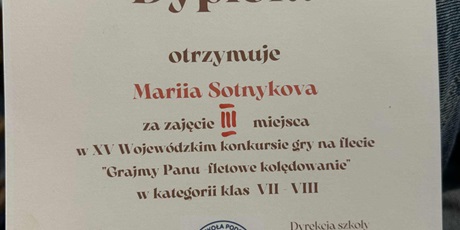 Dyplom
otrzymuje
Mariia Sotnykova
za zajęcie III miejsca
w XV Wojewódzkim konkursie gry na flecie
"Grajmy Panu -fletowe kolędowanie"
w kategorii klas VII - VIII
Dyrekcja szkoły